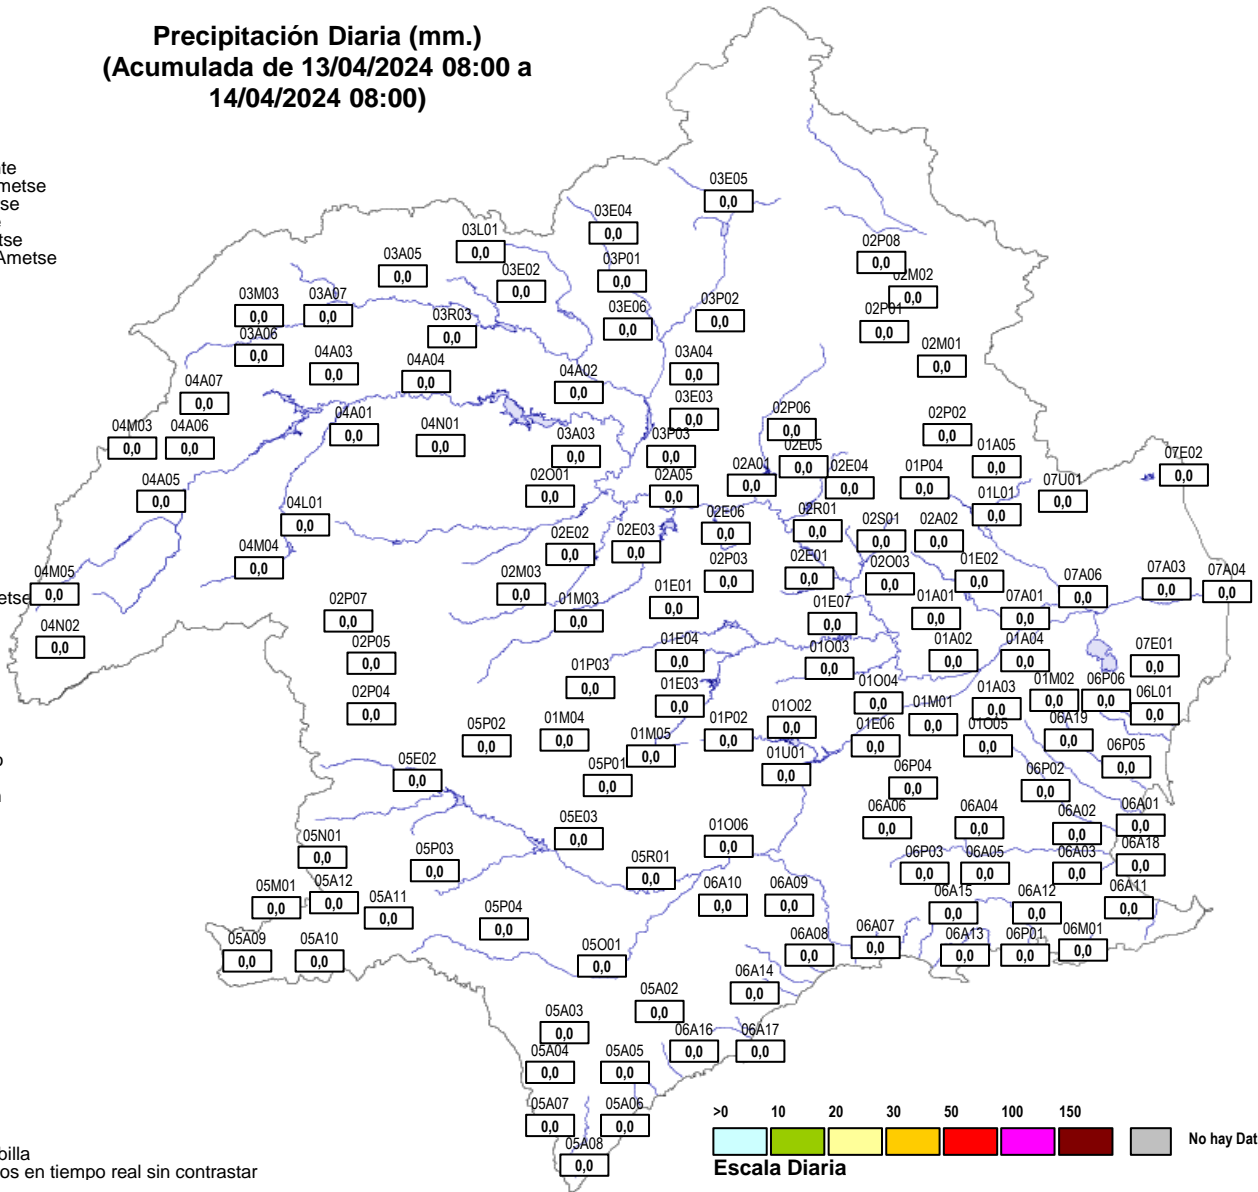 Precipitación Diaria (mm.)
(Acumulada de 13/04/2024 08:00 a
14/04/2024 08:00)
te
metse
se
tse
Ametse
03E05
0,0
03E04
0,0
03L01
0,0
02P08
0,0
03A05
0,0
03P01
0,0
03E02
0,0
02M02
0,0
03M03
0,0
03A07
0,0
03P02
0,0
03E06
0,0
02P01
0,0
03R03
0,0
03A06
0,0
02M01
0,0
04A03
0,0
03A04
0,0
04A04
0,0
04A02
0,0
04A07
0,0
03E03
0,0
02P06
0,0
04A01
0,0
02P02
0,0
04M03
0,0
04A06
0,0
04N01
0,0
03A03
0,0
03P03
0,0
02E05
0,0
01A05
0,0
07E02
0,0
02A01
0,0
02E04
0,0
01P04
0,0
04A05
0,0
02O01
0,0
02A05
0,0
07U01
0,0
01L01
0,0
04L01
0,0
02R01
0,0
02E06
0,0
02S01
0,0
02A02
0,0
02E02
0,0
02E03
0,0
04M04
0,0
02P03
0,0
02E01
0,0
02O03
0,0
01E02
0,0
04M05
0,0
etse
02M03
0,0
07A06
0,0
07A03
0,0
07A04
0,0
02P07
0,0
01M03
0,0
01E01
0,0
01E07
0,0
01A01
0,0
07A01
0,0
04N02
0,0
02P05
0,0
01E04
0,0
01O03
0,0
01A02
0,0
01A04
0,0
07E01
0,0
01P03
0,0
02P04
0,0
01E03
0,0
01O04
0,0
01A03
0,0
01M02
0,0
06P06
0,0
06L01
0,0
01M01
0,0
01O02
0,0
05P02
0,0
01M04
0,0
01P02
0,0
01E06
0,0
01O05
0,0
06A19
0,0
01M05
0,0
06P05
0,0
05E02
0,0
05P01
0,0
01U01
0,0
06P04
0,0
06P02
0,0
05E03
0,0
01O06
0,0
06A06
0,0
06A04
0,0
06A02
0,0
06A01
0,0
05N01
0,0
05P03
0,0
05R01
0,0
06P03
0,0
06A05
0,0
06A03
0,0
06A18
0,0
05M01
0,0
05A12
0,0
05A11
0,0
06A10
0,0
06A09
0,0
06A15
0,0
06A12
0,0
06A11
0,0
05P04
0,0
05A09
0,0
05A10
0,0
05O01
0,0
06A08
0,0
06A07
0,0
06A13
0,0
06P01
0,0
06M01
0,0
06A14
0,0
05A02
0,0
05A03
0,0
06A16
0,0
06A17
0,0
05A04
0,0
05A05
0,0
05A07
0,0
05A06
0,0
05A08
0,0
>0 10 20 30 50 100 150
No hay Dat
Escala Diaria
billa
os en tiempo real sin contrastar